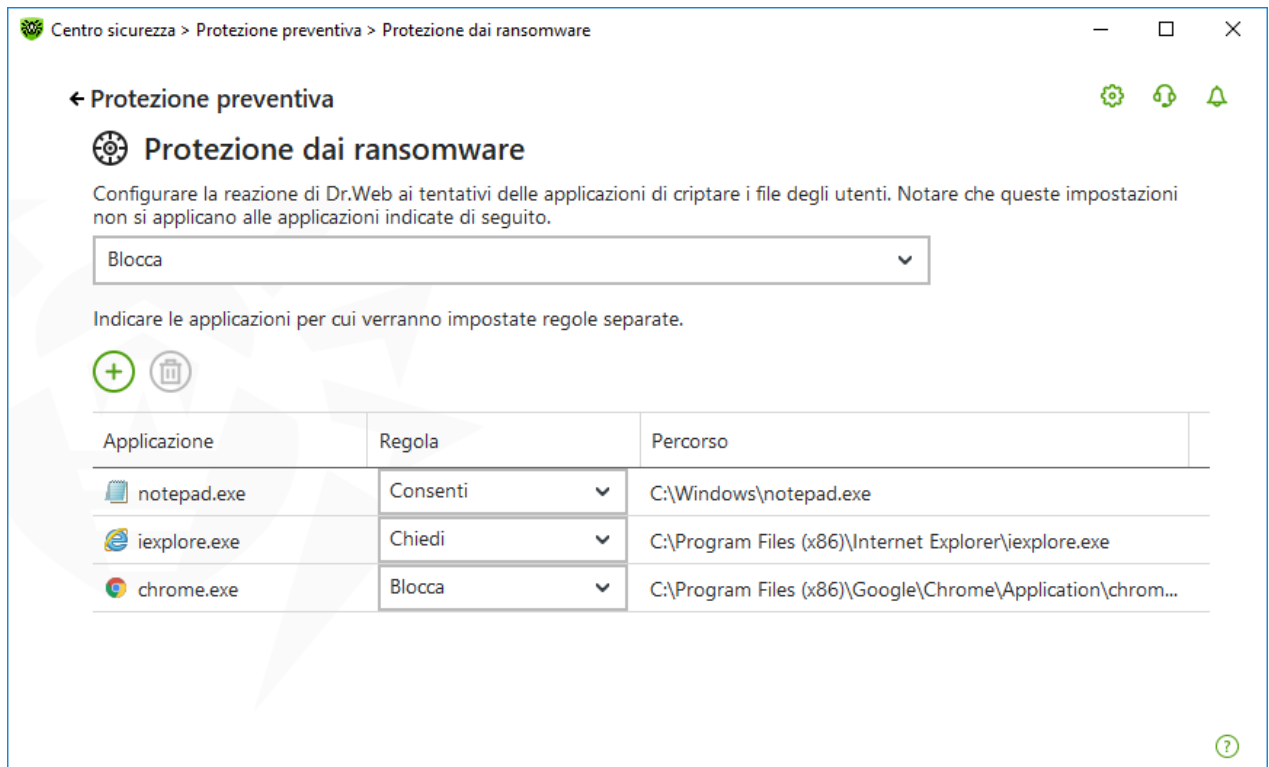 Centro sicurezza > Protezione preventiva > Protezione dai ransomware
Protezione preventiva
Protezione dai ransomware
Configurare la reazione di Dr.Web ai tentativi delle applicazioni di criptare i file degli utenti. Notare che queste impostazioni
non si applicano alle applicazioni indicate di seguito.
Blocca
Indicare le applicazioni per cui verranno impostate regole separate.
Applicazione Regola Percorso
notepad.exe Consenti C:\Windows\notepad.exe
iexplore.exe Chiedi C:\Program Files (x86)\Internet Explorer\iexplore.exe
chrome.exe Blocca C:\Program Files (x86)\Google\Chrome\Application\chrom...
?